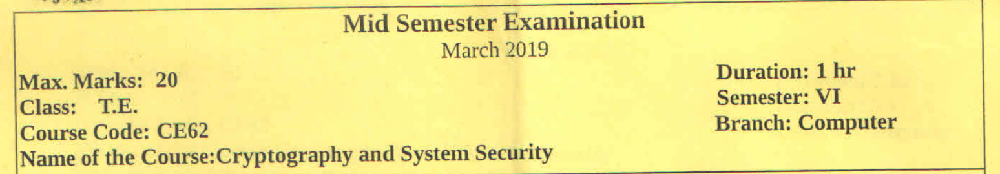 Mid Semester Examination
March 2019
Max. Marks: 20 Duration: 1 hr
Class: T.E. Semester: VI
Course Code: CE62 Branch: Computer
Name of the Course:Cryptography and System Security